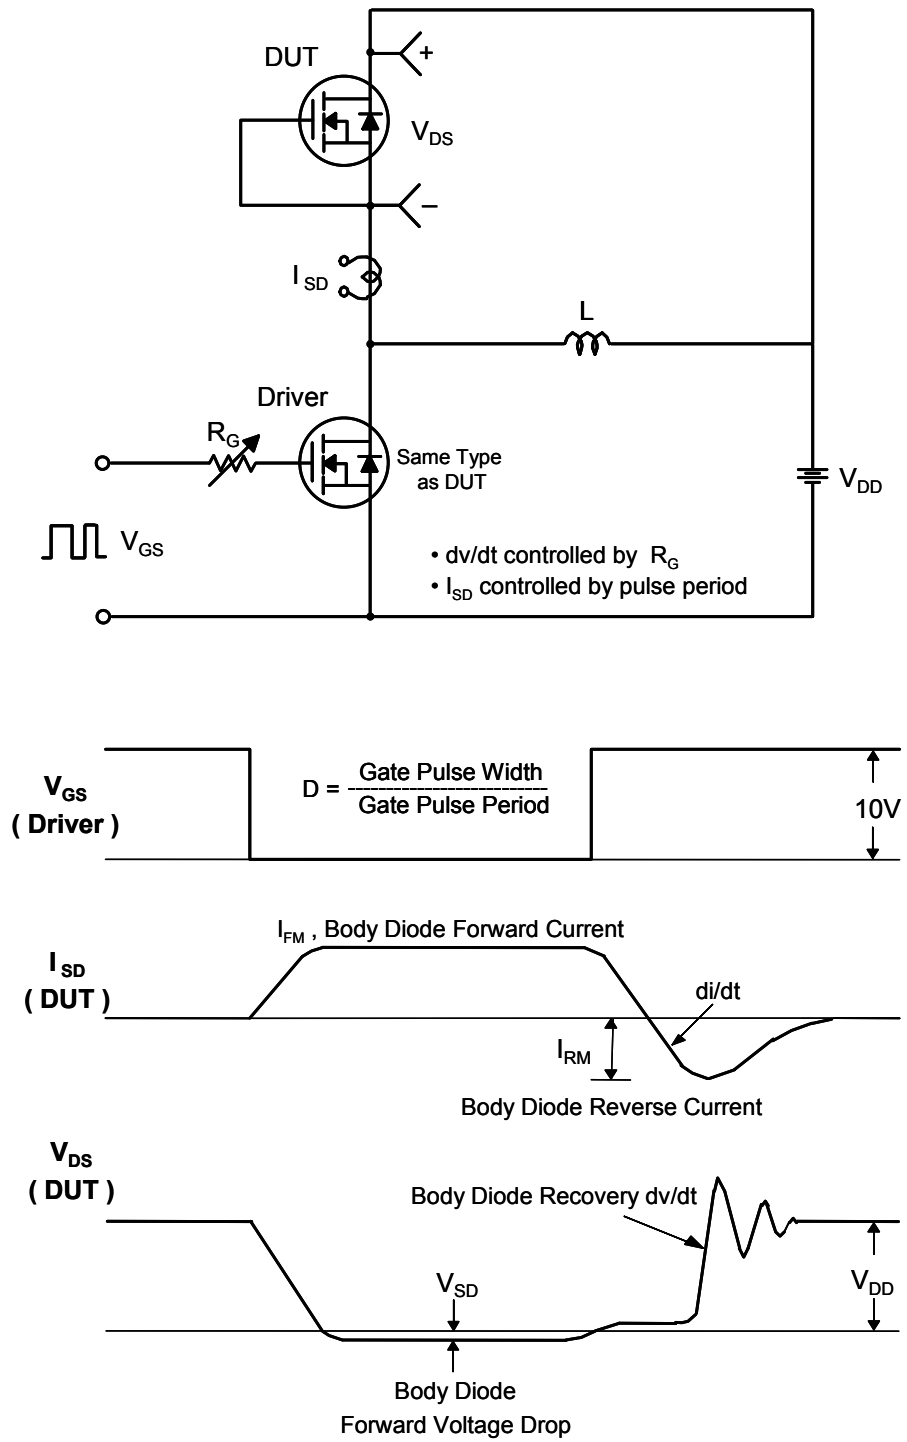 DUT
+
V_DS
–
I_SD
L
Driver
R_G
Same Type
as DUT
V_DD
V_GS
• dv/dt controlled by R_G
• I_SD controlled by pulse period
V_GS
( Driver )
D = Gate Pulse Width
Gate Pulse Period
10V
I_FM , Body Diode Forward Current
I_SD
( DUT )
di/dt
I_RM
Body Diode Reverse Current
V_DS
( DUT )
Body Diode Recovery dv/dt
V_SD
V_DD
Body Diode
Forward Voltage Drop